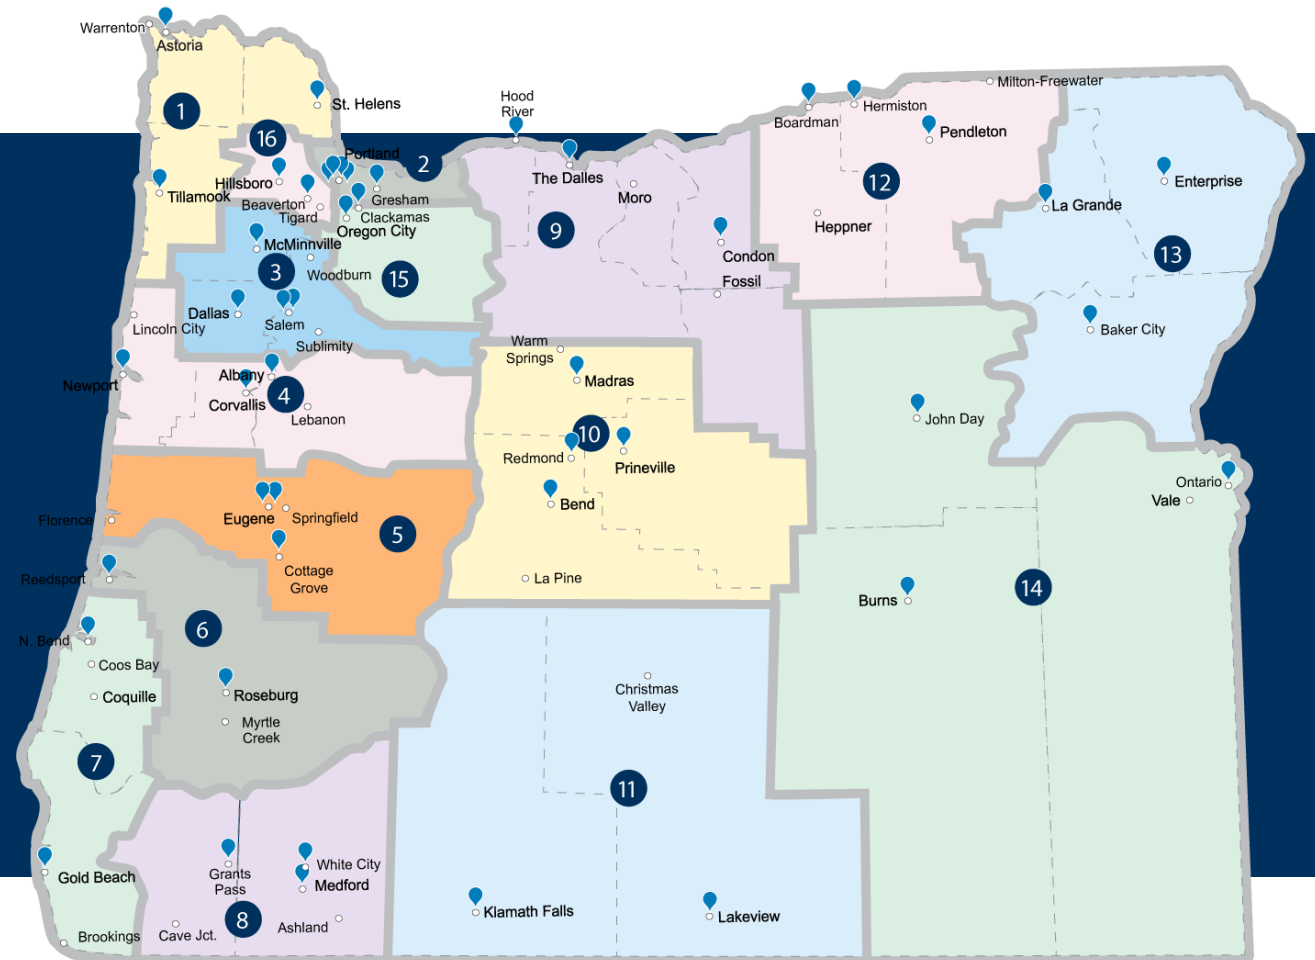 Warrenton
Astoria
St. Helens
1
16
Tillamook
Hillsboro
Beaverton
Tigard
Portland
2
Gresham
Clackamas
Oregon City
Hood
River
The Dalles
Moro
9
Condon
Fossil
Boardman
Hermiston
Milton-Freewater
Pendleton
12
Heppner
Enterprise
La Grande
13
Baker City
McMinnville
3
Woodburn
15
Dallas
Salem
Sublimity
Lincoln City
Newport
Albany
4
Corvallis
Lebanon
Warm
Springs
Madras
10
Redmond
Prineville
Bend
La Pine
John Day
Ontario
Vale
14
Burns
Florence
Eugene
Springfield
5
Cottage
Grove
Reedsport
6
N. Bend
Coos Bay
Coquille
Roseburg
Myrtle
Creek
7
Gold Beach
Brookings
Grants
Pass
White City
Medford
8
Cave Jct.
Ashland
Christmas
Valley
11
Klamath Falls
Lakeview